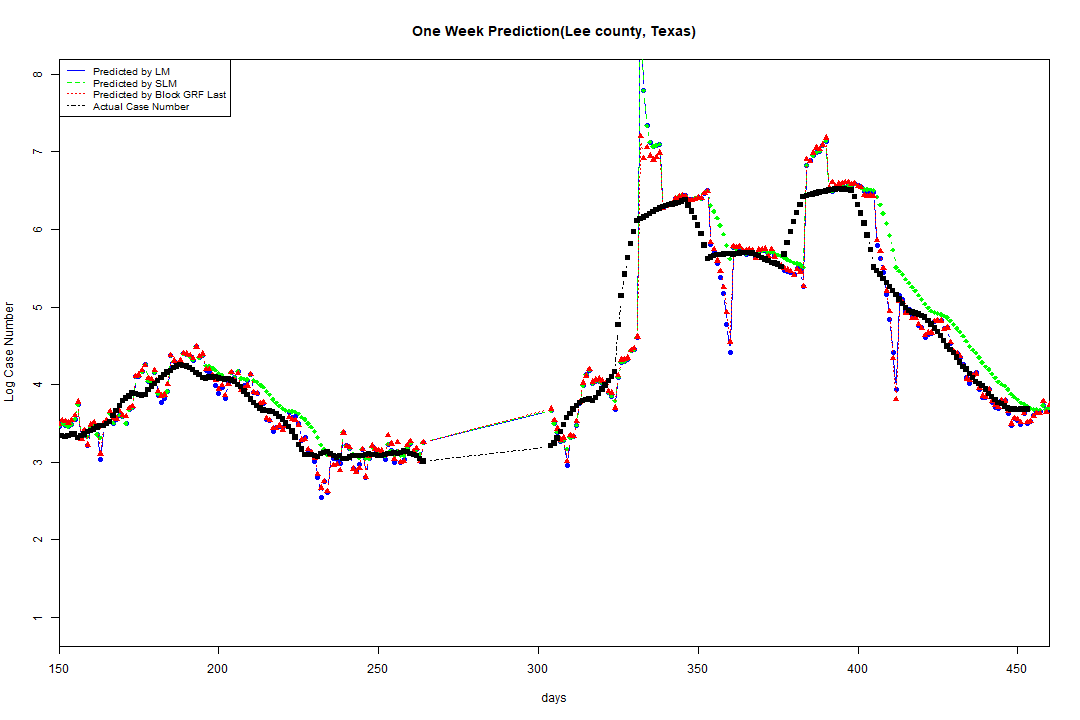 One Week Prediction(Lee county, Texas)
Predicted by LM
Predicted by SLM
Predicted by Block GRF Last
Actual Case Number
8
7
6
5
4
3
2
1
Log Case Number
150 200 250 300 350 400 450
days